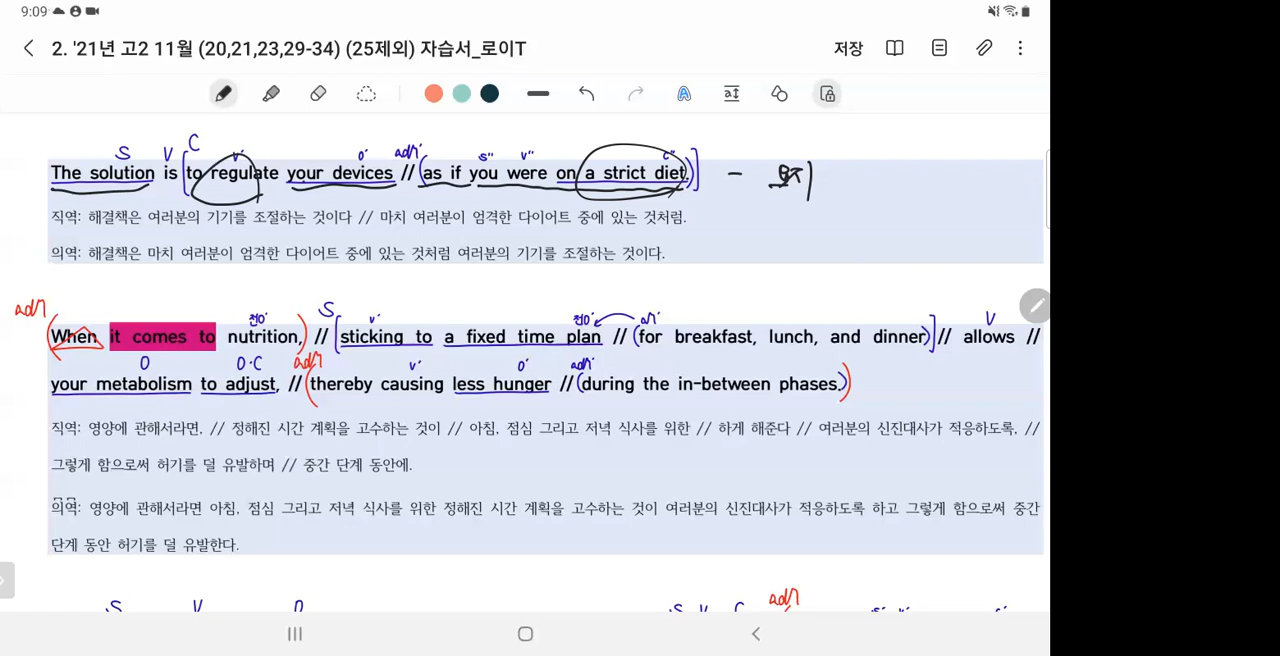 9:09
2. '21년 고2 11월 (20,21,23,29-34) (25제외) 자습서_로이T
저장
S V C v' o' adv s" v" c"
The solution is [to regulate your devices // (as if you were on a strict diet.)] - 요지
직역: 해결책은 여러분의 기기를 조절하는 것이다 // 마치 여러분이 엄격한 다이어트 중에 있는 것처럼.
의역: 해결책은 마치 여러분이 엄격한 다이어트 중에 있는 것처럼 여러분의 기기를 조절하는 것이다.
S v' V
(When it comes to nutrition,) // [sticking to a fixed time plan // (for breakfast, lunch, and dinner)] // allows //
O O·C v' o'
your metabolism to adjust, // (thereby causing less hunger // (during the in-between phases.))
직역: 영양에 관해서라면, // 정해진 시간 계획을 고수하는 것이 // 아침, 점심 그리고 저녁 식사를 위한 // 하게 해준다 // 여러분의 신진대사가 적응하도록, //
그렇게 함으로써 허기를 덜 유발하며 // 중간 단계 동안에.
의역: 영양에 관해서라면 아침, 점심 그리고 저녁 식사를 위한 정해진 시간 계획을 고수하는 것이 여러분의 신진대사가 적응하도록 하고 그렇게 함으로써 중간
단계 동안 허기를 덜 유발한다.
S V O S V C